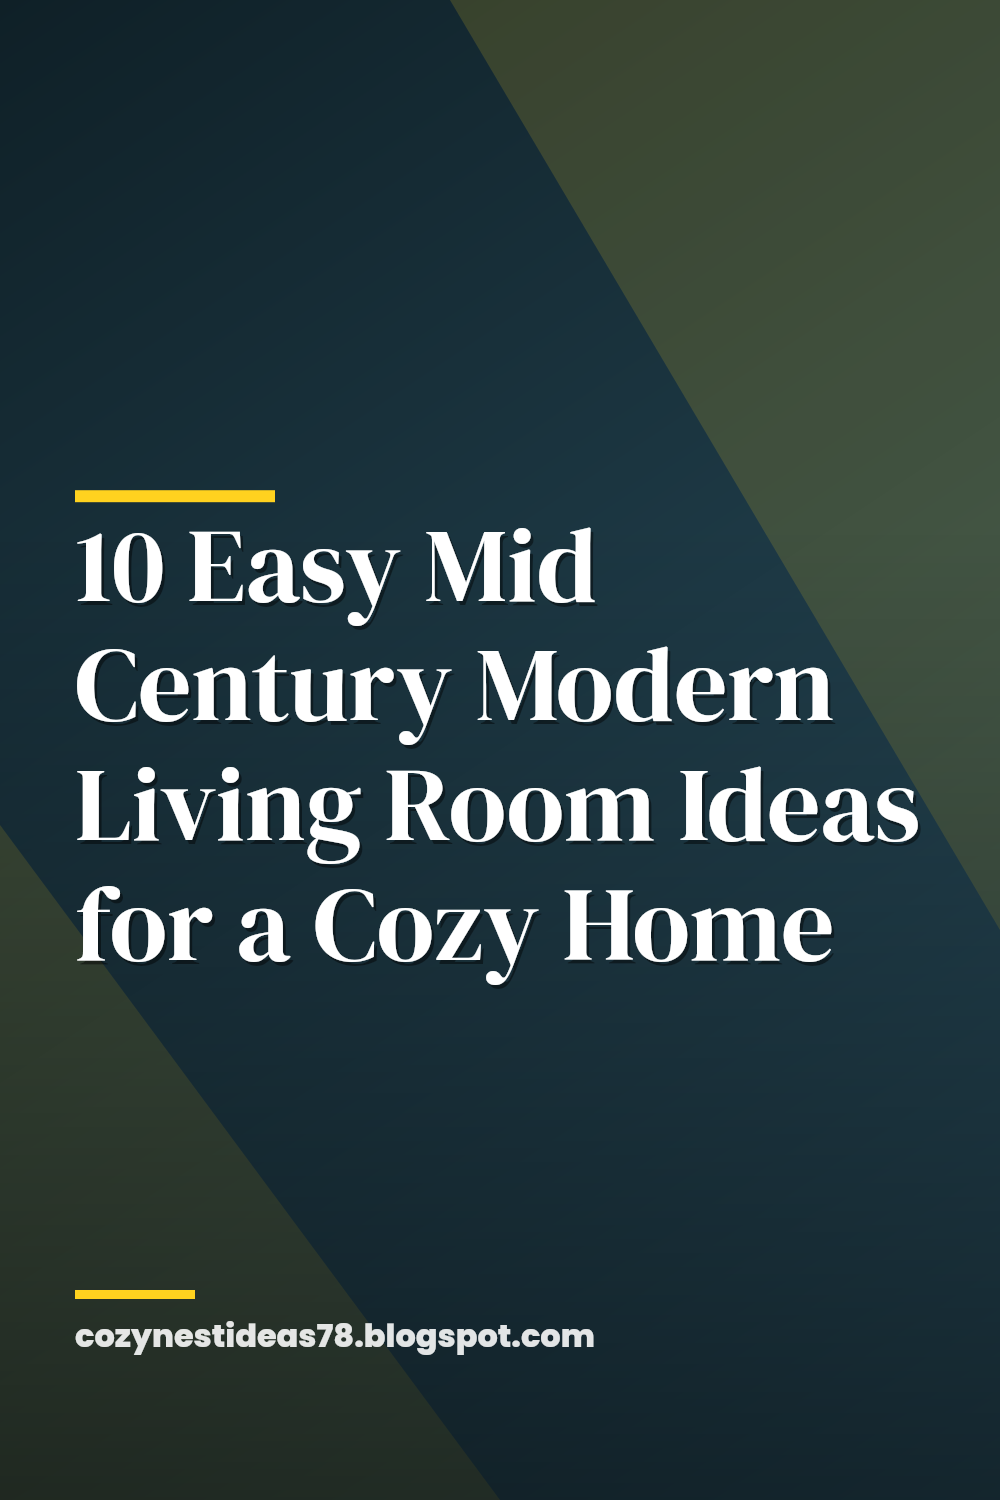 10 Easy Mid
Century Modern
Living Room Ideas
for a Cozy Home
cozynestideas78.blogspot.com